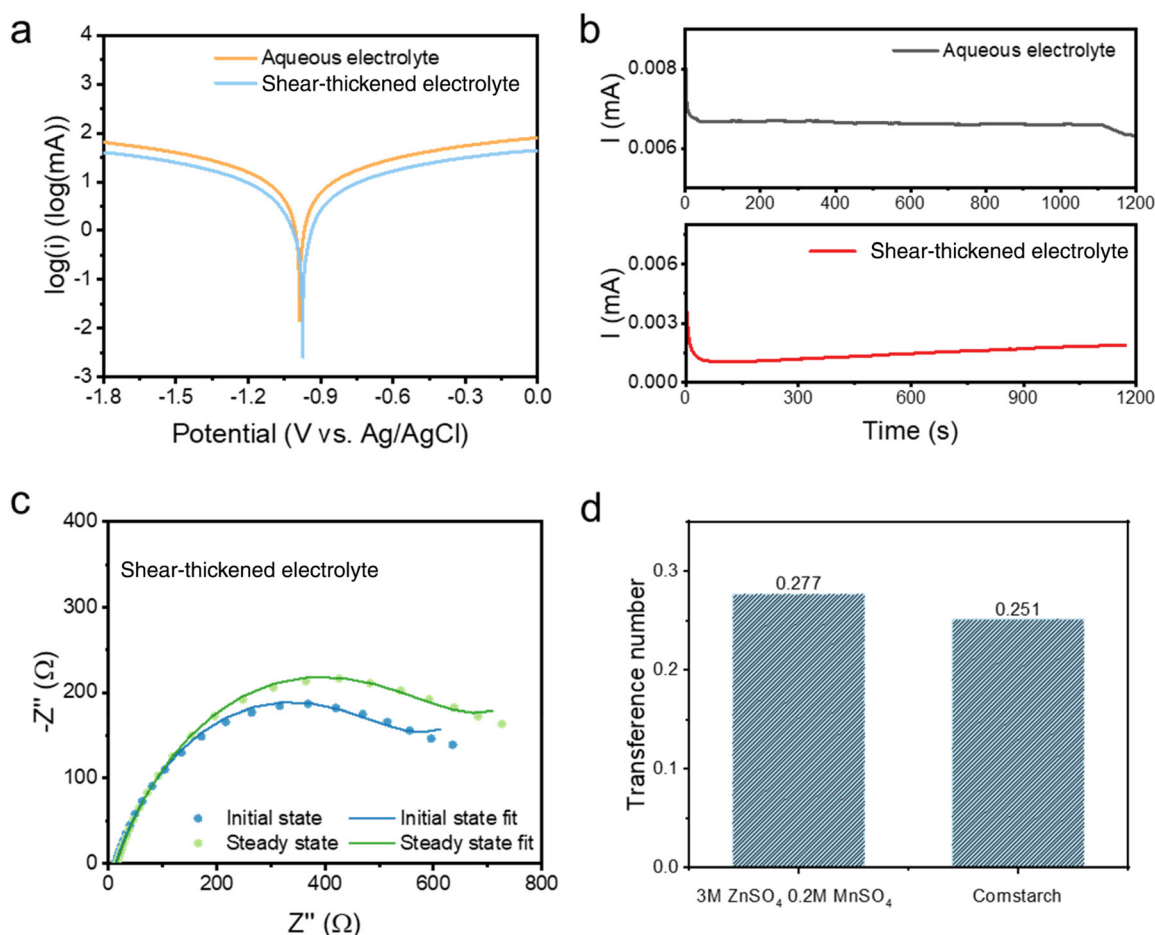 a
Aqueous electrolyte
Shear-thickened electrolyte
4
3
2
1
0
-1
-2
-3
log(i) (log(mA))
-1.8
-1.5
-1.2
-0.9
-0.6
-0.3
0.0
Potential (V vs. Ag/AgCl)
b
Aqueous electrolyte
0.008
0.006
I (mA)
0
200
400
600
800
1000
1200
Shear-thickened electrolyte
0.006
0.003
0.000
I (mA)
0
300
600
900
1200
Time (s)
c
Shear-thickened electrolyte
400
300
200
100
0
-Z'' (Ω)
Initial state
Initial state fit
Steady state
Steady state fit
0
200
400
600
800
Z'' (Ω)
d
0.3
0.2
0.1
0.0
Transference number
0.277
0.251
3M ZnSO₄ 0.2M MnSO₄
Cornstarch